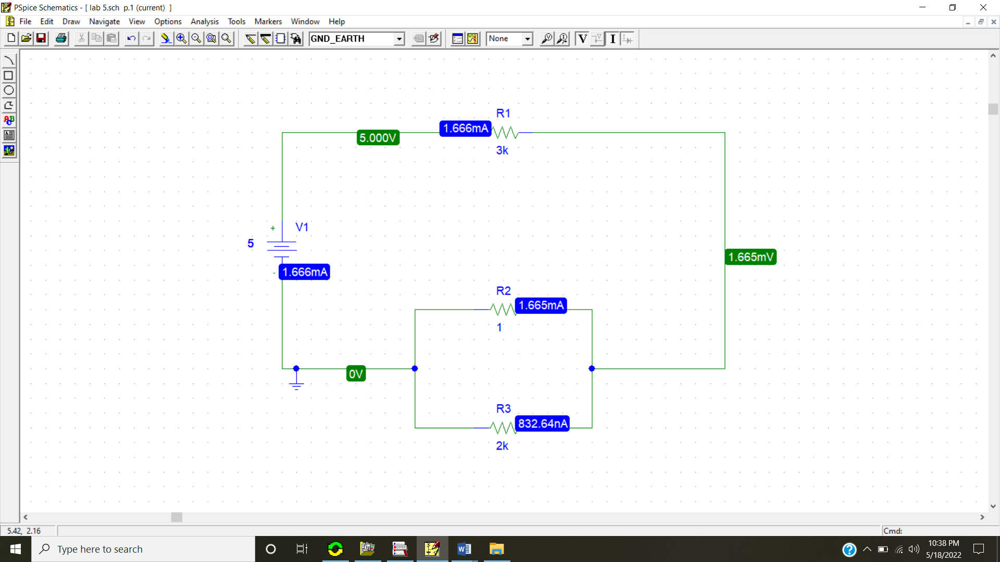 PSpice Schematics - [ lab 5.sch  p.1 (current)  ]
File Edit Draw Navigate View Options Analysis Tools Markers Window Help
GND_EARTH
None
V
I
ABC
R1
1.666mA
5.000V
3k
+
V1
5
1.665mV
-
1.666mA
R2
1.665mA
1
0V
R3
832.64nA
2k
5.42,  2.16
Cmd:
Type here to search
ERROR
W
?
10:38 PM
5/18/2022